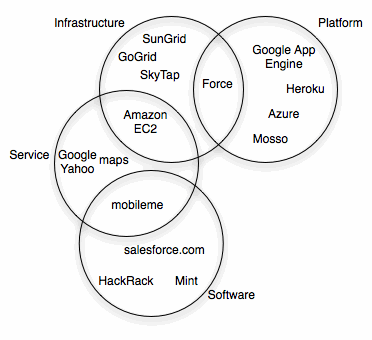 Infrastructure
Platform
SunGrid
GoGrid
SkyTap
Force
Google App
Engine
Heroku
Azure
Mosso
Amazon
EC2
Service
Google maps
Yahoo
mobileme
salesforce.com
HackRack Mint
Software